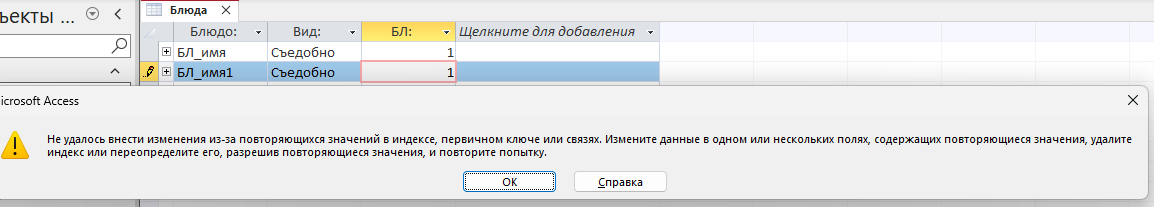 ъекты ...
Блюда
Блюдо:
Вид:
БЛ:
Щелкните для добавления
БЛ_имя
Съедобно
1
БЛ_имя1
Съедобно
1
icrosoft Access
Не удалось внести изменения из-за повторяющихся значений в индексе, первичном ключе или связях. Измените данные в одном или нескольких полях, содержащих повторяющиеся значения, удалите
индекс или переопределите его, разрешив повторяющиеся значения, и повторите попытку.
ОК
Справка